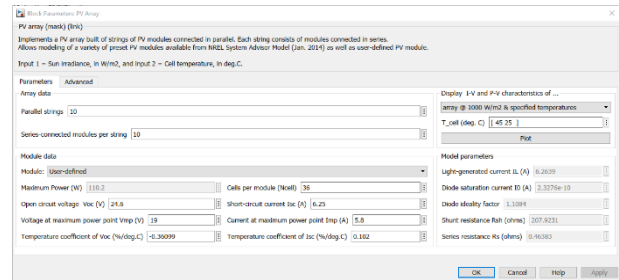 Block Parameters: PV Array
PV array (mask) (link)
Implements a PV array built of strings of PV modules connected in parallel. Each string consists of modules connected in series.
Allows modeling of a variety of preset PV modules available from NREL System Advisor Model (Jan. 2014) as well as user-defined PV module.
Input 1 = Sun irradiance, in W/m2, and input 2 = Cell temperature, in deg.C.
Parameters Advanced
Array data
Parallel strings 10
Series-connected modules per string 10
Display I-V and P-V characteristics of ...
array @ 1000 W/m2 & specified temperatures
T_cell (deg. C) [ 45 25 ]
Plot
Module data
Module: User-defined
Maximum Power (W) 110.2 Cells per module (Ncell) 36
Open circuit voltage Voc (V) 24.6 Short-circuit current Isc (A) 6.25
Voltage at maximum power point Vmp (V) 19 Current at maximum power point Imp (A) 5.8
Temperature coefficient of Voc (%/deg.C) -0.36099 Temperature coefficient of Isc (%/deg.C) 0.102
Model parameters
Light-generated current IL (A) 6.2639
Diode saturation current I0 (A) 2.3276e-10
Diode ideality factor 1.1084
Shunt resistance Rsh (ohms) 207.9231
Series resistance Rs (ohms) 0.46383
OK Cancel Help Apply